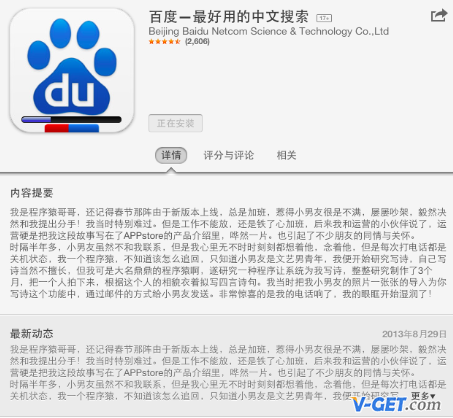 百度—最好用的中文搜索 17+
Beijing Baidu Netcom Science & Technology Co.,Ltd
(2,606)
du
正在安装
详情 评分与评论 相关
内容提要
我是程序猿哥哥，还记得春节那阵由于新版本上线，总是加班，惹得小男友很是不满，屡屡吵架，毅然决
然和我提出分手！我当时特别难过。但是工作不能放，还是铁了心加班，后来我和运营的小伙伴说了，运
营硬是把我这段故事写在了APPstore的产品介绍里，哗然一片。也引起了不少朋友的同情与关怀。
时隔半年多，小男友虽然不和我联系，但是我心里无不时时刻刻都想着他，念着他，但是每次打电话都是
关机状态，我一个程序猿，不知道该怎么追回，只知道小男友是文艺男青年，我便开始研究写诗，自己写
诗当然不擅长，但我可是大名鼎鼎的程序猿啊，遂研究一种程序让系统为我写诗，整整研究制作了3个
月，把一个人拍下来，根据这个人的相貌衣着拟写四言诗句。我当时把我小男友的照片一张张的导入为你
写诗这个功能中，通过邮件的方式给小男友发送。非常惊喜的是我的电话响了，我的眼眶开始湿润了！
最新动态 2013年8月29日
我是程序猿哥哥，还记得春节那阵由于新版本上线，总是加班，惹得小男友很是不满，屡屡吵架，毅然决
然和我提出分手！我当时特别难过。但是工作不能放，还是铁了心加班，后来我和运营的小伙伴说了，运
营硬是把我这段故事写在了APPstore的产品介绍里，哗然一片。也引起了不少朋友的同情与关怀。
时隔半年多，小男友虽然不和我联系，但是我心里无不时时刻刻都想着他，念着他，但是每次打电话都是
关机状态，我一个程序猿，不知道该怎么追回，只知道小男友是文艺男青年，我便开始研究写 更多▾
V-GET.com